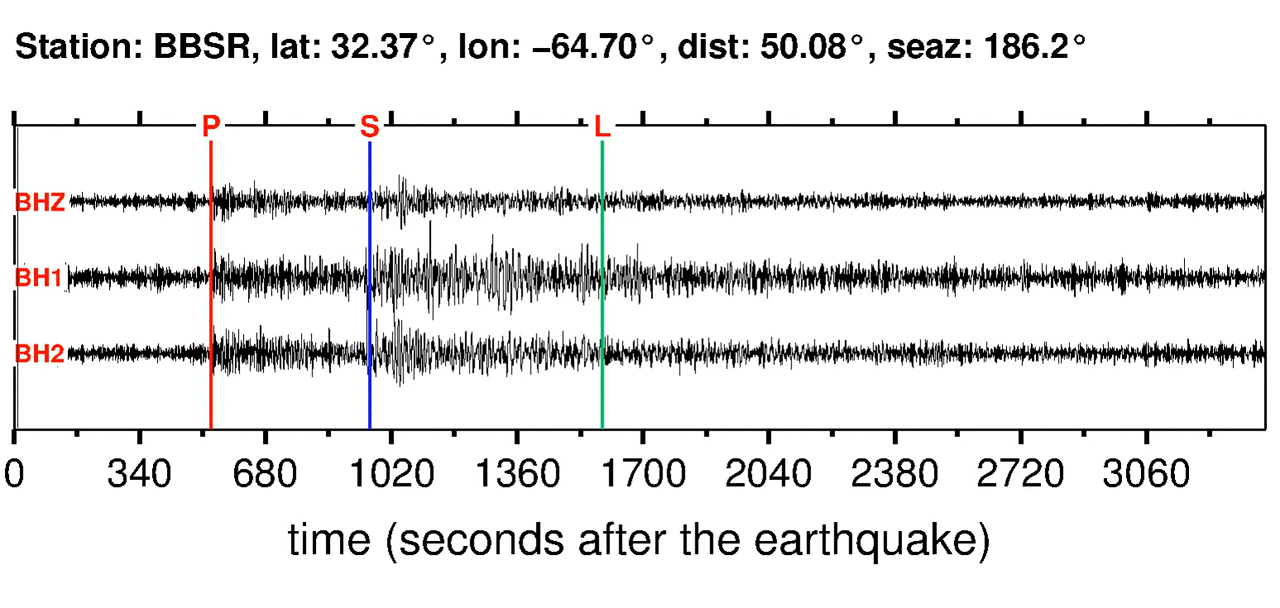 Station: BBSR, lat: 32.37°, lon: −64.70°, dist: 50.08°, seaz: 186.2°
P S L
BHZ
BH1
BH2
0 340 680 1020 1360 1700 2040 2380 2720 3060
time (seconds after the earthquake)